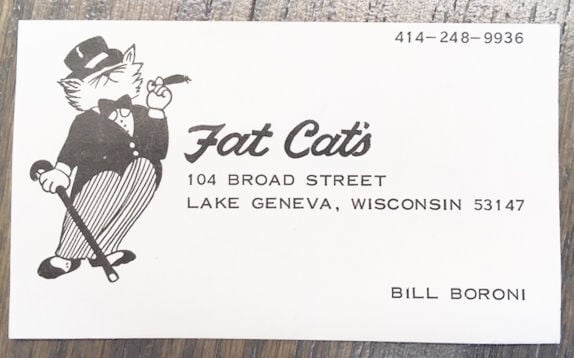 414-248-9936
Fat Cat's
104 BROAD STREET
LAKE GENEVA, WISCONSIN 53147
BILL BORONI